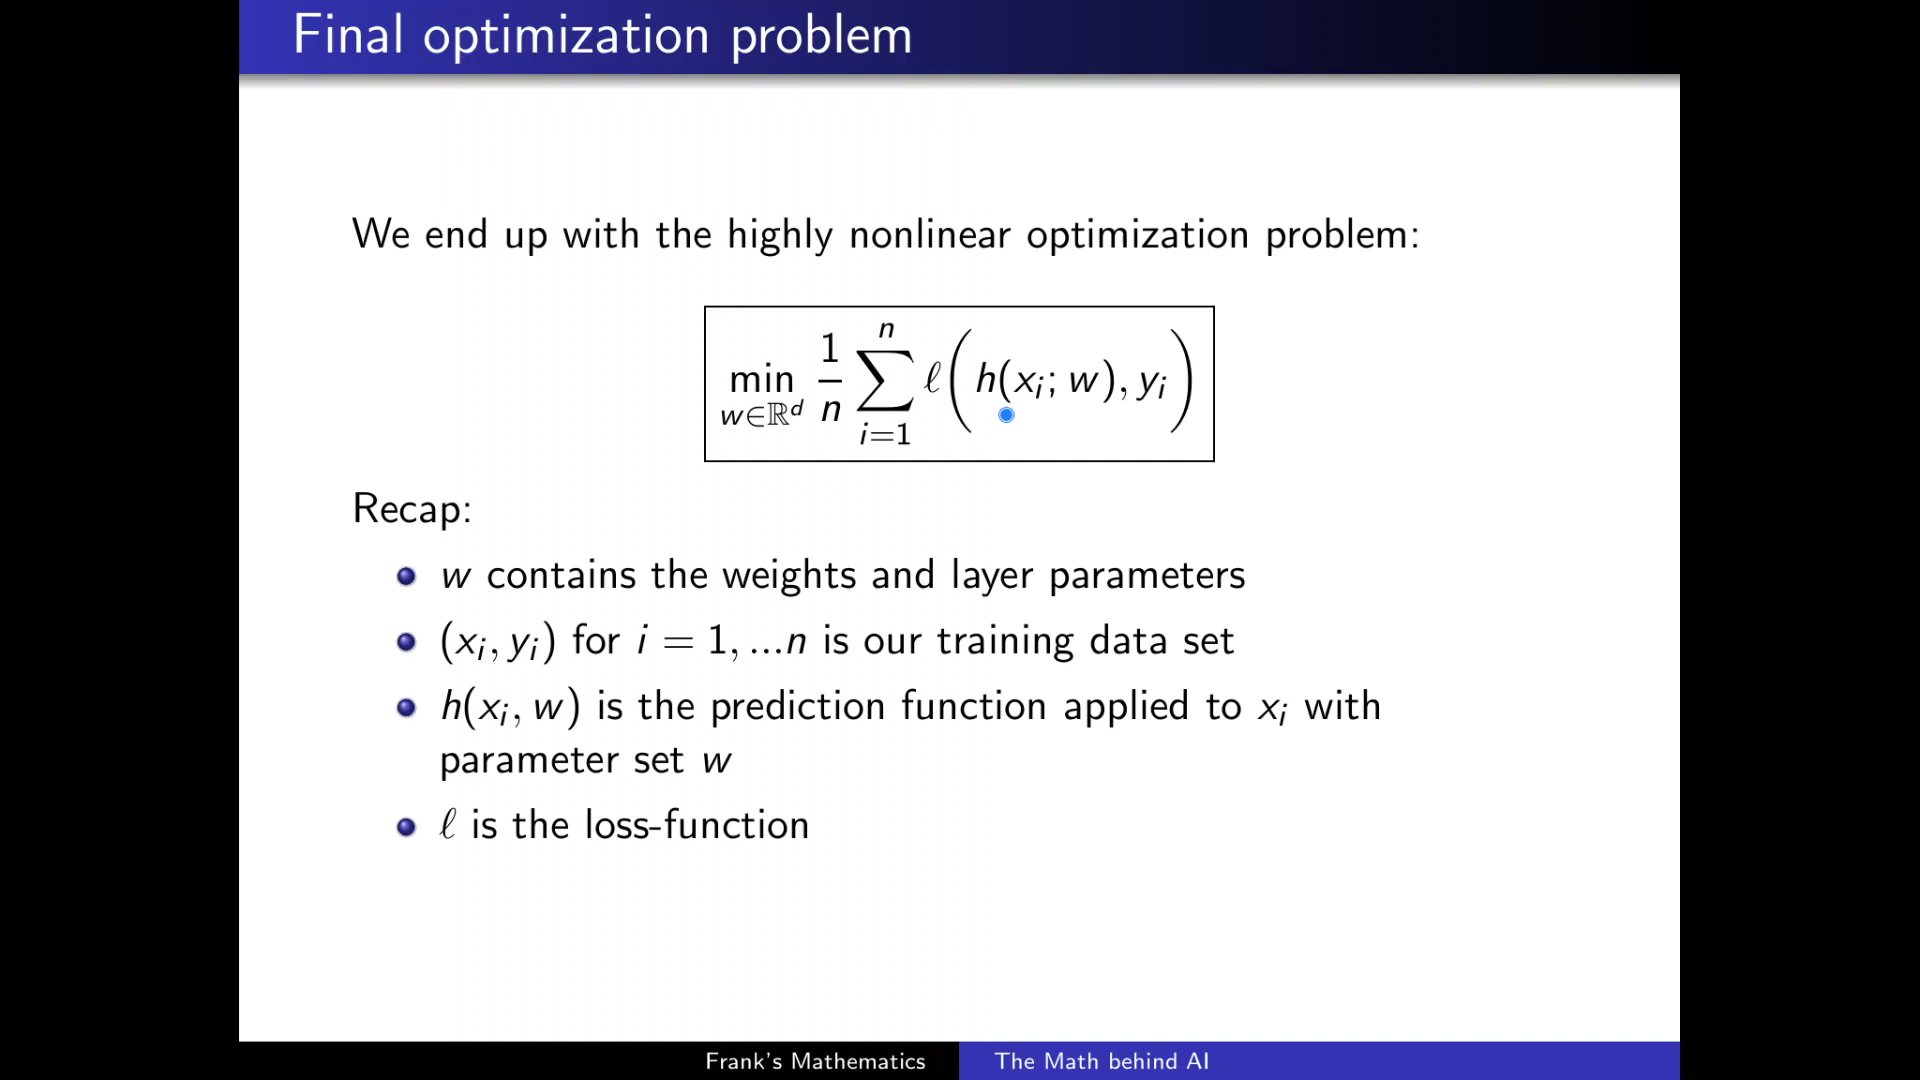 Final optimization problem
We end up with the highly nonlinear optimization problem:
min_{w∈ℝ^d} 1/n ∑_{i=1}^{n} ℓ(h(x_i; w), y_i)
Recap:
w contains the weights and layer parameters
(x_i, y_i) for i = 1, ...n is our training data set
h(x_i, w) is the prediction function applied to x_i with
parameter set w
ℓ is the loss-function
Frank's Mathematics
The Math behind AI